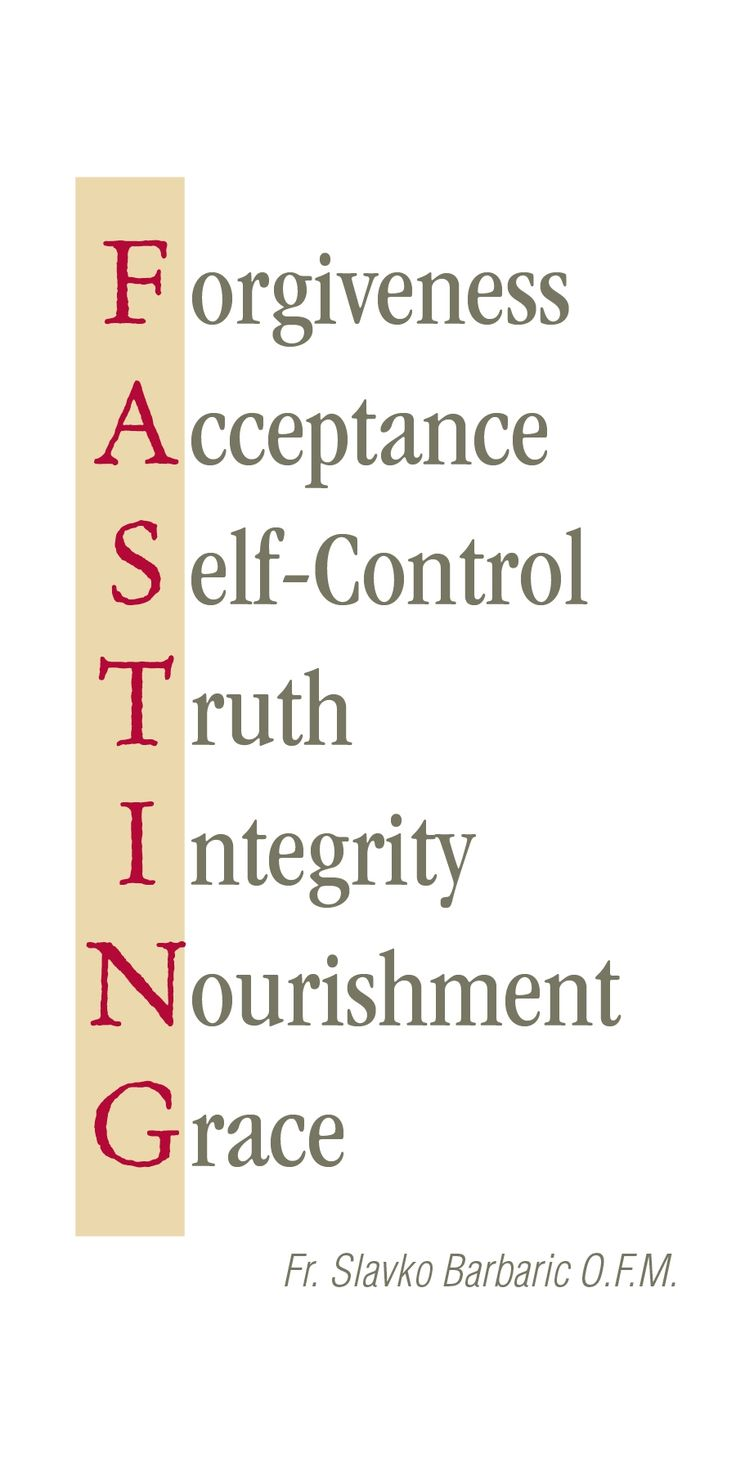 Forgiveness
Acceptance
Self-Control
Truth
Integrity
Nourishment
Grace
Fr. Slavko Barbaric O.F.M.